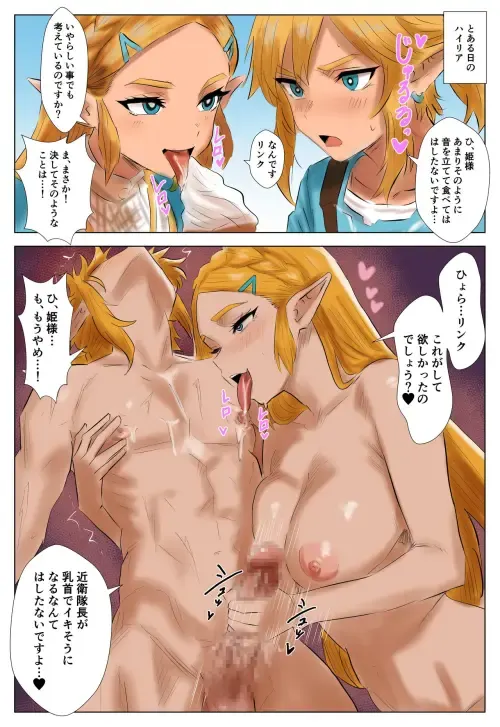 とある日の
ハイリア
ひ、姫様…
あまりそのように
音を立てて食べては
はしたないですよ…
じゅるるる
なんです
リンク
いやらしい事でも
考えているのですか？
ま、まさか！
決してそのような
ことは…！
レロ
レロ
ひょら…リンク
これがして
欲しかったの
でしょう？♥
ひ、姫様…
も、もうやめ…！
レロ
レロ
近衛隊長が
乳首でイキそうに
なるなんて
はしたないですよ…♥